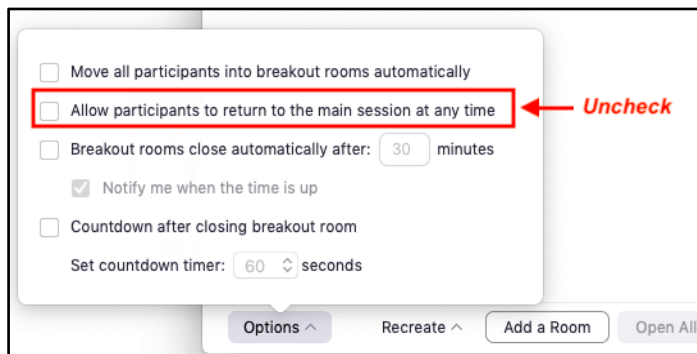 Move all participants into breakout rooms automatically
Allow participants to return to the main session at any time
Uncheck
Breakout rooms close automatically after: 30 minutes
Notify me when the time is up
Countdown after closing breakout room
Set countdown timer: 60 seconds
Options
Recreate
Add a Room
Open All